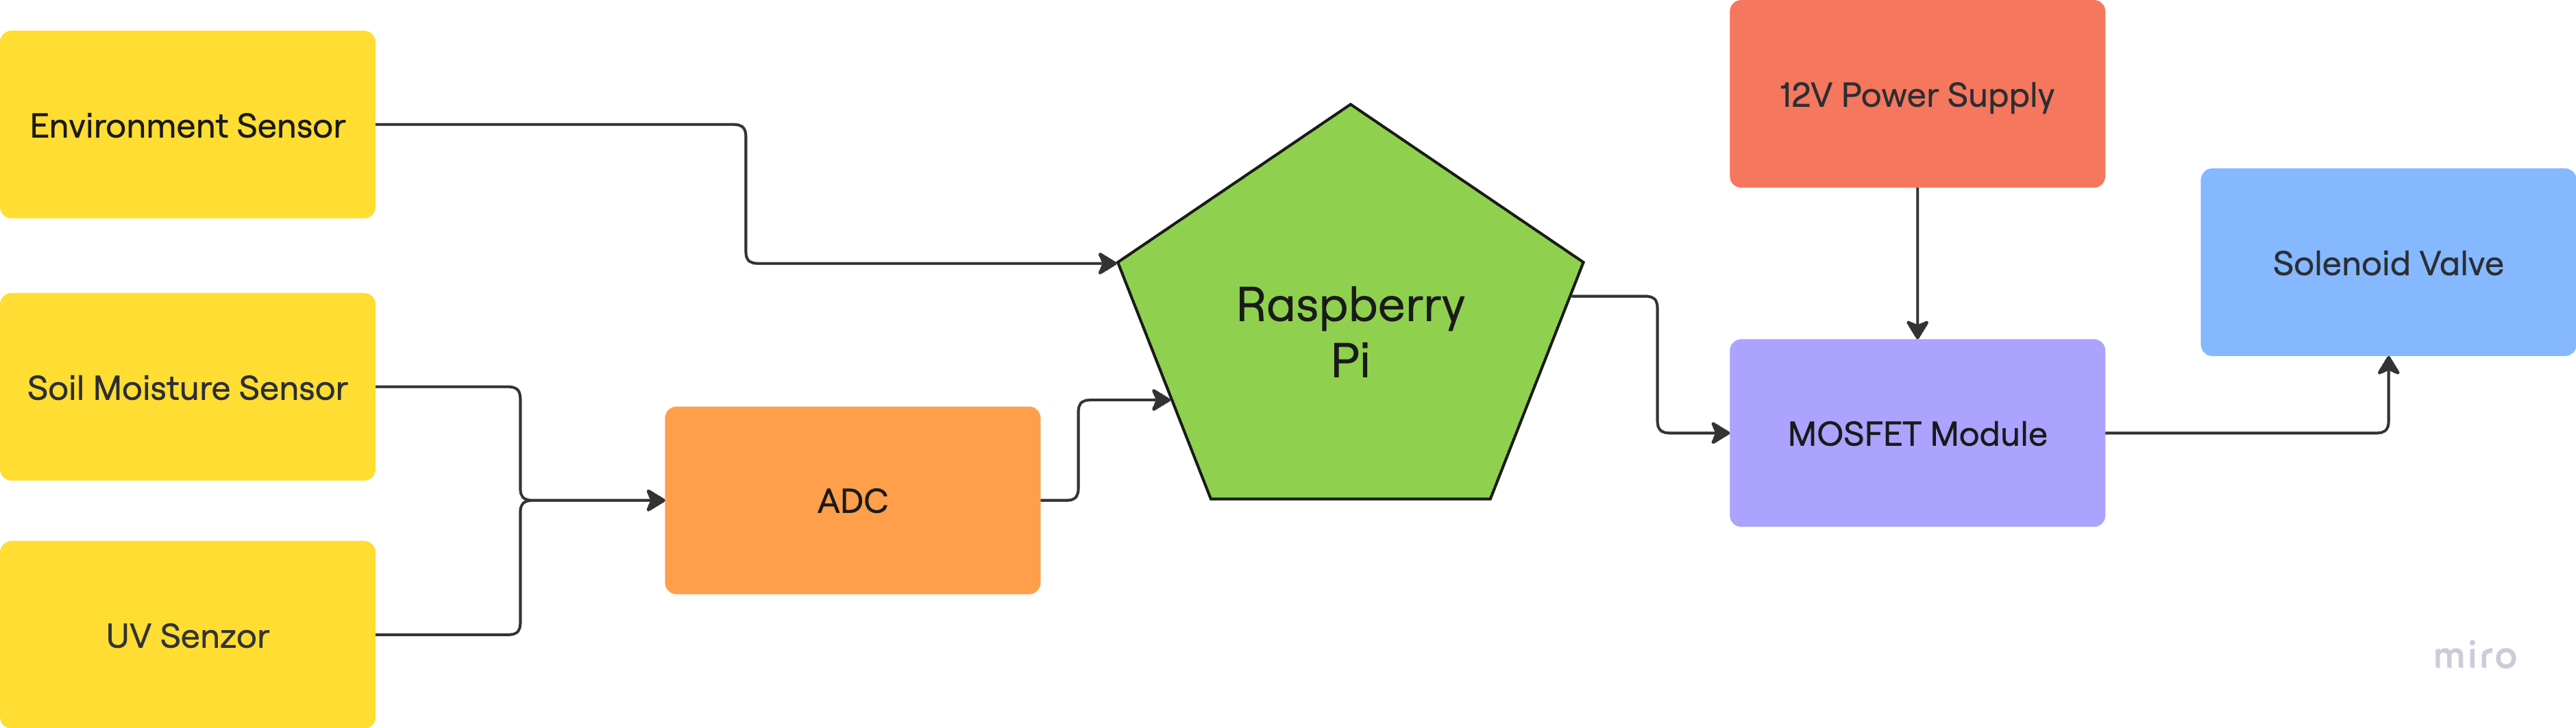 Environment Sensor
Soil Moisture Sensor
UV Senzor
ADC
Raspberry
Pi
12V Power Supply
MOSFET Module
Solenoid Valve
miro